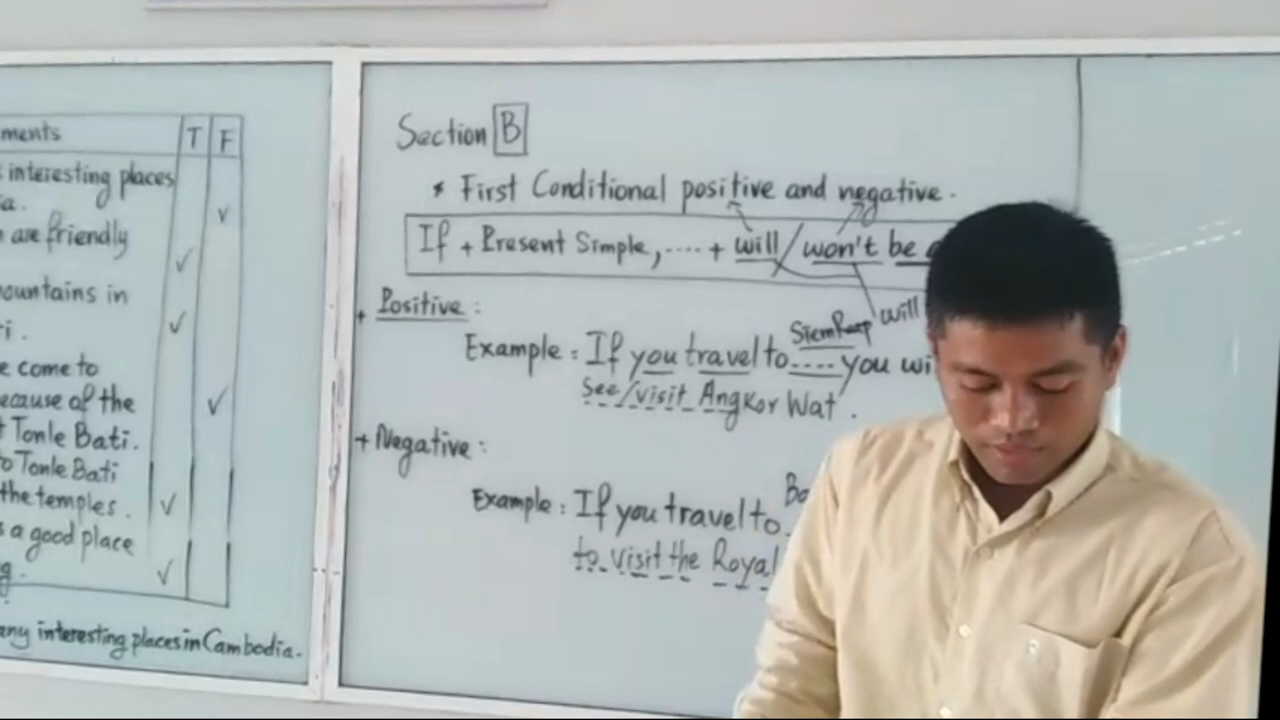 ments T F
interesting places
a.
are friendly
ountains in
i.
e come to
ecause of the
t Tonle Bati.
to Tonle Bati
the temples.
s a good place
g.
any interesting places in Cambodia.
Section B
* First Conditional positive and negative.
If + Present Simple, .... + will / won't be
will
+ Positive :
Siem Reap
Example : If you travel to .... you wi
see/visit Angkor Wat.
+ Negative :
Ba
Example : If you travel to
to visit the Royal